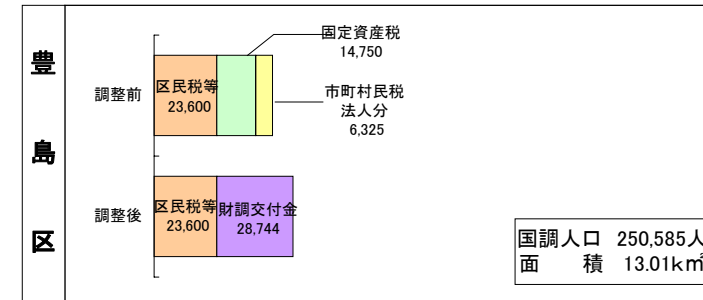 豊島区
固定資産税
14,750
調整前
区民税等
23,600
市町村民税
法人分
6,325
調整後
区民税等
23,600
財調交付金
28,744
国調人口 250,585人
面 積 13.01k㎡